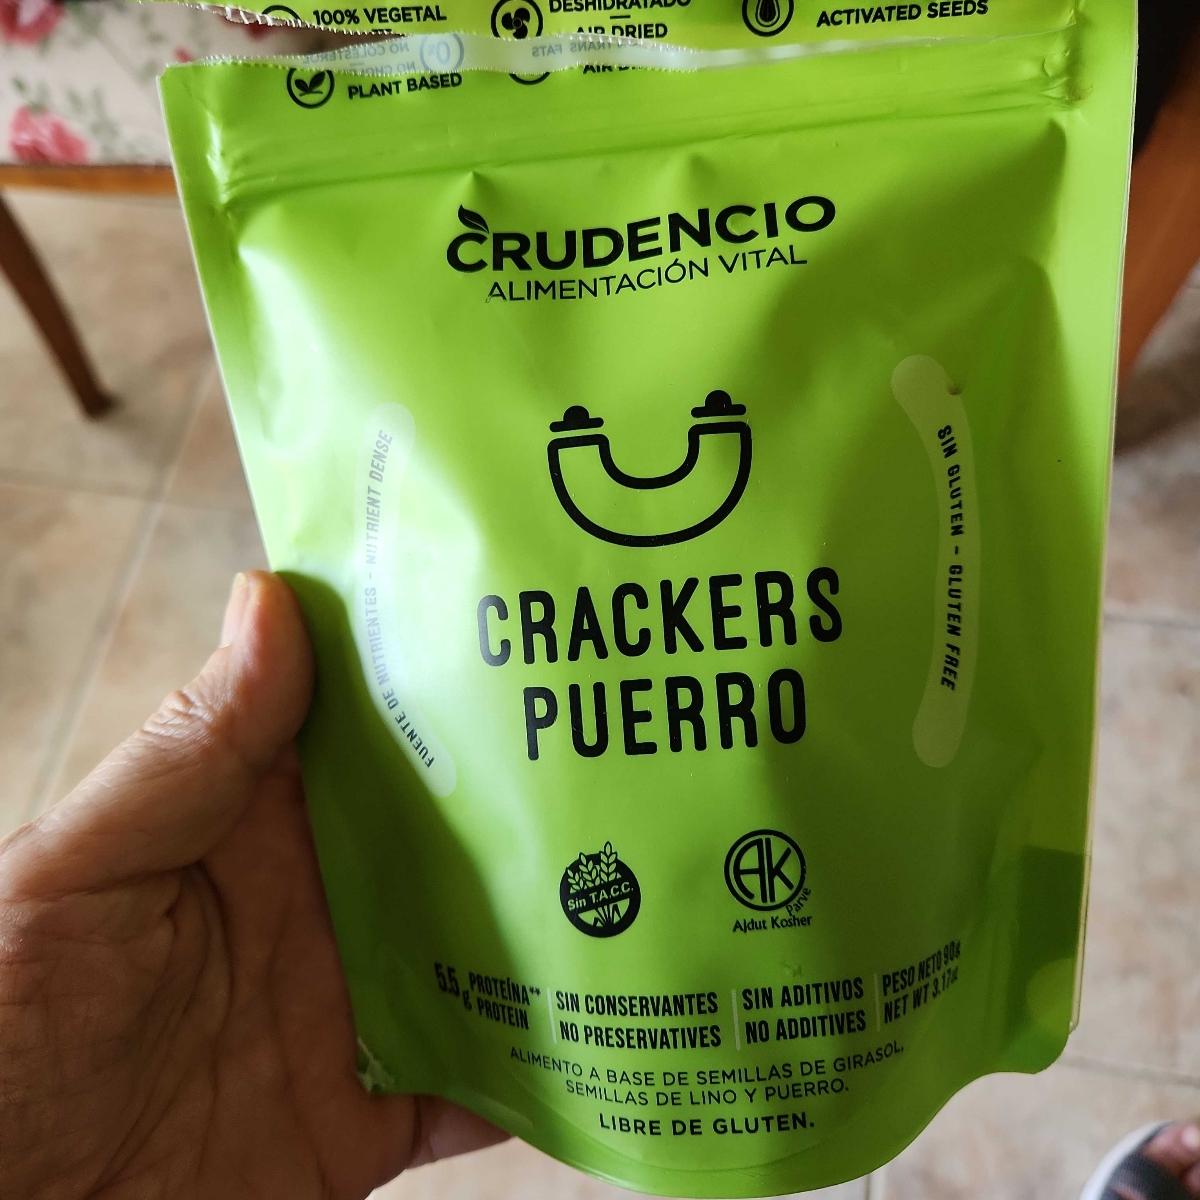 100% VEGETAL
DESHIDRATADO
AIR DRIED
ACTIVATED SEEDS
PLANT BASED
0%
CRUDENCIO
ALIMENTACIÓN VITAL
FUENTE DE NUTRIENTES - NUTRIENT DENSE
SIN GLUTEN - GLUTEN FREE
CRACKERS
PUERRO
Sin T.A.C.C.
AK
Parve
Ajdut Kosher
5.5 g PROTEÍNA**
PROTEIN
SIN CONSERVANTES
NO PRESERVATIVES
SIN ADITIVOS
NO ADDITIVES
PESO NETO 90g
NET WT 3.17oz
ALIMENTO A BASE DE SEMILLAS DE GIRASOL,
SEMILLAS DE LINO Y PUERRO.
LIBRE DE GLUTEN.